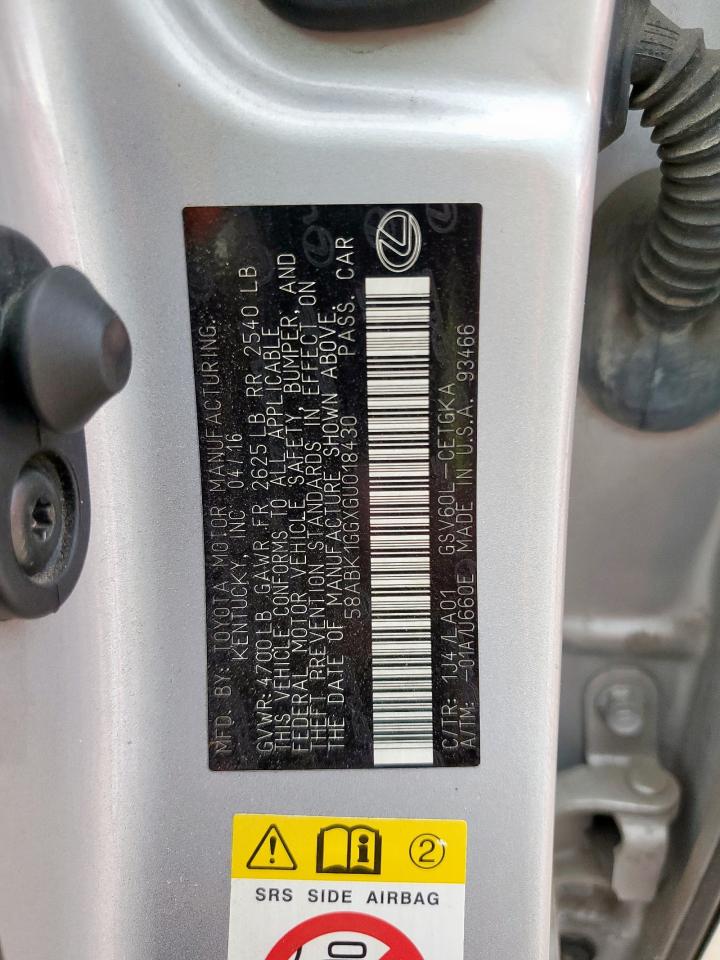 MFD. BY: TOYOTA MOTOR MANUFACTURING.
KENTUCKY, INC 04/16
GVWR: 4700 LB GAWR FR 2625 LB RR 2540 LB
THIS VEHICLE CONFORMS TO ALL APPLICABLE
FEDERAL MOTOR VEHICLE SAFETY, BUMPER, AND
THEFT PREVENTION STANDARDS IN EFFECT ON
THE DATE OF MANUFACTURE SHOWN ABOVE.
58ABK1GGXGU018430 PASS. CAR
C/TR: 1J4/LA01 GSV60L-CETGKA
A/TM: -01A/U660E MADE IN U.S.A. 93466
2
SRS SIDE AIRBAG